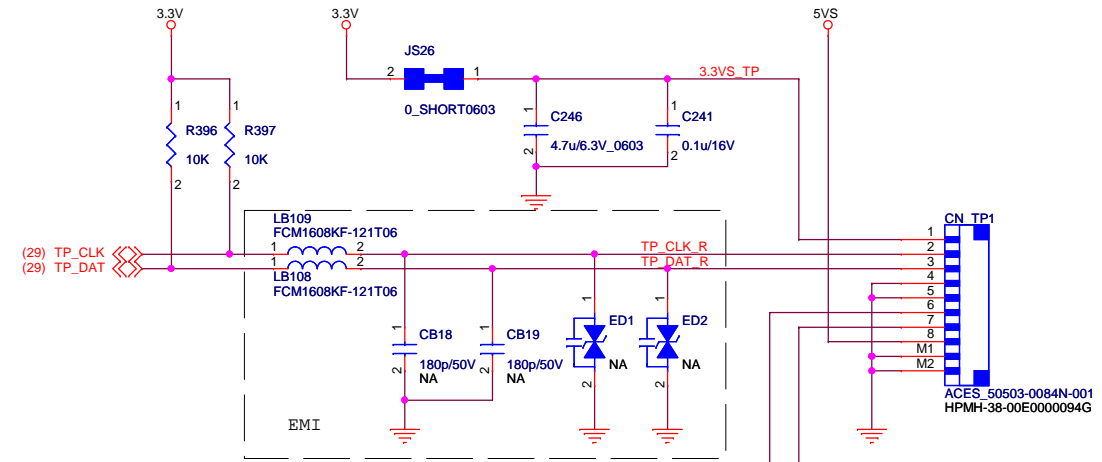 3.3V
3.3V
5VS
JS26
2
1
3.3VS_TP
0_SHORT0603
1
1
R396
R397
10K
10K
2
2
1
C246
4.7u/6.3V_0603
2
1
C241
0.1u/16V
2
LB109
FCM1608KF-121T06
(29) TP_CLK
1
2
TP_CLK_R
(29) TP_DAT
1
2
TP_DAT_R
LB108
FCM1608KF-121T06
1
CB18
180p/50V
NA
2
1
CB19
180p/50V
NA
2
1
ED1
NA
2
1
ED2
NA
2
EMI
CN_TP1
1
2
3
4
5
6
7
8
M1
M2
ACES_50503-0084N-001
HPMH-38-00E0000094G